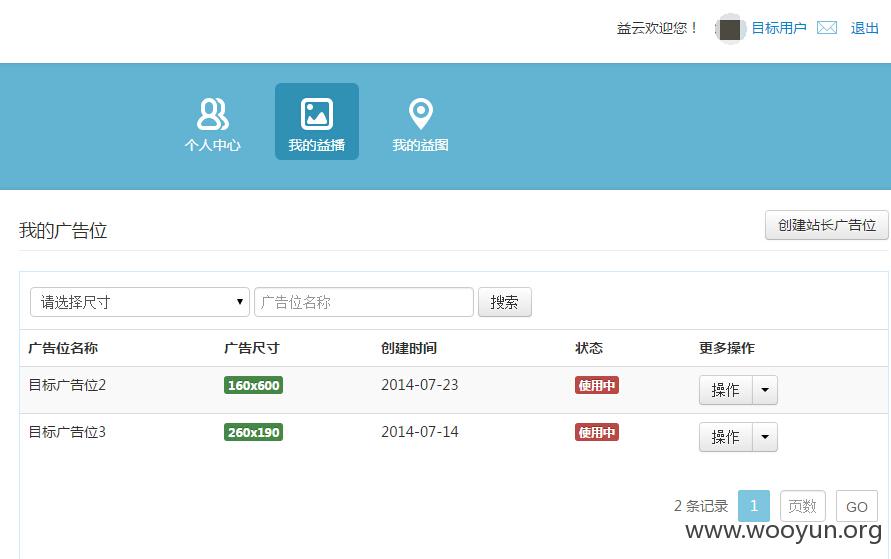 益云欢迎您！ 目标用户 退出
个人中心 我的益播 我的益图
我的广告位 创建站长广告位
请选择尺寸 广告位名称 搜索
广告位名称 广告尺寸 创建时间 状态 更多操作
目标广告位2 160x600 2014-07-23 使用中 操作
目标广告位3 260x190 2014-07-14 使用中 操作
2 条记录 1 页数 GO
www.wooyun.org